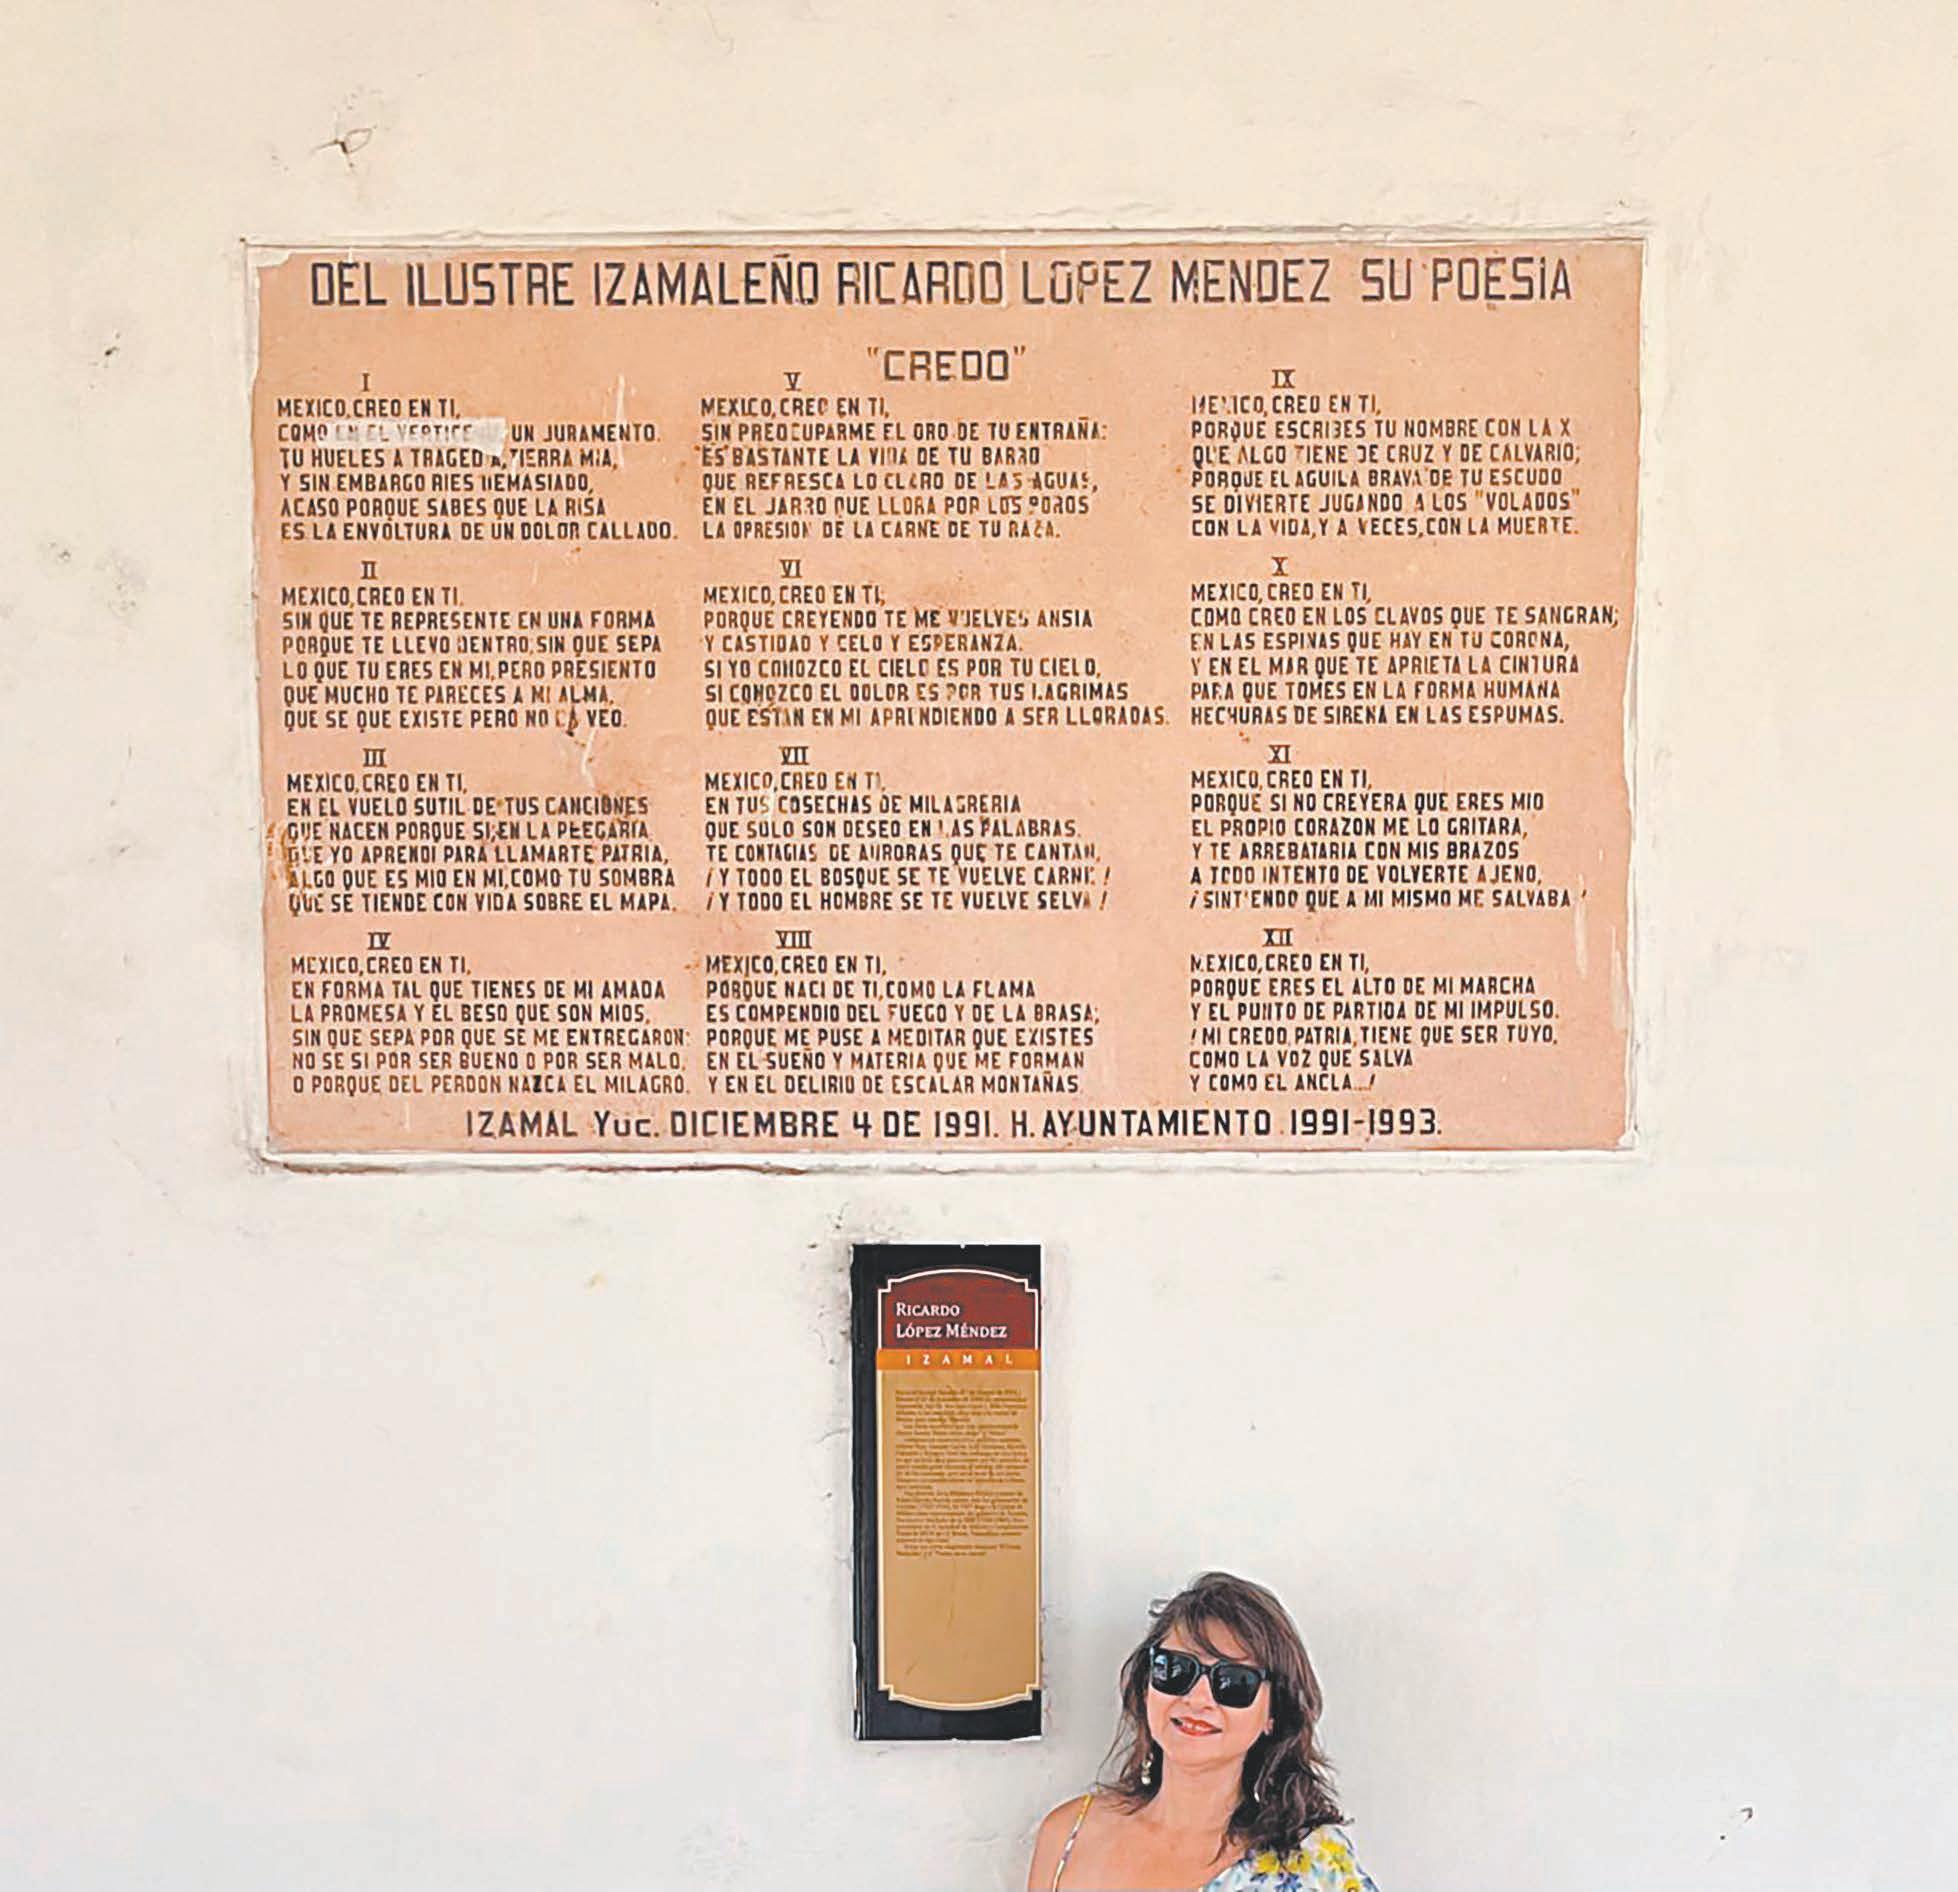 DEL ILUSTRE IZAMALEÑO RICARDO LOPEZ MENDEZ SU POESIA
"CREDO"
I
MEXICO, CREO EN TI,
COMO EN EL VERTICE UN JURAMENTO.
TU HUELES A TRAGEDIA, TIERRA MIA,
Y SIN EMBARGO RIES DEMASIADO,
ACASO PORQUE SABES QUE LA RISA
ES LA ENVOLTURA DE UN DOLOR CALLADO.
II
MEXICO, CREO EN TI.
SIN QUE TE REPRESENTE EN UNA FORMA
PORQUE TE LLEVO DENTRO, SIN QUE SEPA
LO QUE TU ERES EN MI, PERO PRESIENTO
QUE MUCHO TE PARECES A MI ALMA,
QUE SE QUE EXISTE PERO NO LA VEO.
III
MEXICO, CREO EN TI,
EN EL VUELO SUTIL DE TUS CANCIONES
QUE NACEN PORQUE SI, EN LA PLEGARIA
QUE YO APRENDI PARA LLAMARTE PATRIA,
ALGO QUE ES MIO EN MI, COMO TU SOMBRA
QUE SE TIENDE CON VIDA SOBRE EL MAPA.
IV
MEXICO, CREO EN TI,
EN FORMA TAL QUE TIENES DE MI AMADA
LA PROMESA Y EL BESO QUE SON MIOS,
SIN QUE SEPA POR QUE SE ME ENTREGARON:
NO SE SI POR SER BUENO O POR SER MALO,
O PORQUE DEL PERDON NAZCA EL MILAGRO.
V
MEXICO, CREO EN TI,
SIN PREOCUPARME EL ORO DE TU ENTRAÑA:
ES BASTANTE LA VIDA DE TU BARRO
QUE REFRESCA LO CLARO DE LAS AGUAS,
EN EL JARRO QUE LLORA POR LOS POROS
LA OPRESION DE LA CARNE DE TU RAZA.
VI
MEXICO, CREO EN TI,
PORQUE CREYENDO TE ME VUELVES ANSIA
Y CASTIDAD Y CELO Y ESPERANZA.
SI YO CONOZCO EL CIELO ES POR TU CIELO,
SI CONOZCO EL DOLOR ES POR TUS LAGRIMAS
QUE ESTAN EN MI APRENDIENDO A SER LLORADAS.
VII
MEXICO, CREO EN TI,
EN TUS COSECHAS DE MILAGRERIA
QUE SOLO SON DESEO EN LAS PALABRAS.
TE CONTAGIAS DE AURORAS QUE TE CANTAN,
¡Y TODO EL BOSQUE SE TE VUELVE CARNE!
¡Y TODO EL HOMBRE SE TE VUELVE SELVA!
VIII
MEXICO, CREO EN TI,
PORQUE NACI DE TI, COMO LA FLAMA
ES COMPENDIO DEL FUEGO Y DE LA BRASA;
PORQUE ME PUSE A MEDITAR QUE EXISTES
EN EL SUEÑO Y MATERIA QUE ME FORMAN
Y EN EL DELIRIO DE ESCALAR MONTAÑAS.
IX
MEXICO, CREO EN TI,
PORQUE ESCRIBES TU NOMBRE CON LA X
QUE ALGO TIENE DE CRUZ Y DE CALVARIO;
PORQUE EL AGUILA BRAVA DE TU ESCUDO
SE DIVIERTE JUGANDO A LOS "VOLADOS"
CON LA VIDA, Y A VECES, CON LA MUERTE.
X
MEXICO, CREO EN TI,
COMO CREO EN LOS CLAVOS QUE TE SANGRAN;
EN LAS ESPINAS QUE HAY EN TU CORONA,
Y EN EL MAR QUE TE APRIETA LA CINTURA
PARA QUE TOMES EN LA FORMA HUMANA
HECHURAS DE SIRENA EN LAS ESPUMAS.
XI
MEXICO, CREO EN TI,
PORQUE SI NO CREYERA QUE ERES MIO
EL PROPIO CORAZON ME LO GRITARA,
Y TE ARREBATARIA CON MIS BRAZOS
A TODO INTENTO DE VOLVERTE AJENO,
¡SINTIENDO QUE A MI MISMO ME SALVABA!
XII
MEXICO, CREO EN TI,
PORQUE ERES EL ALTO DE MI MARCHA
Y EL PUNTO DE PARTIDA DE MI IMPULSO.
¡MI CREDO, PATRIA, TIENE QUE SER TUYO,
COMO LA VOZ QUE SALVA
Y COMO EL ANCLA...!
IZAMAL Yuc. DICIEMBRE 4 DE 1991. H. AYUNTAMIENTO 1991-1993.
RICARDO
LÓPEZ MÉNDEZ
IZAMAL